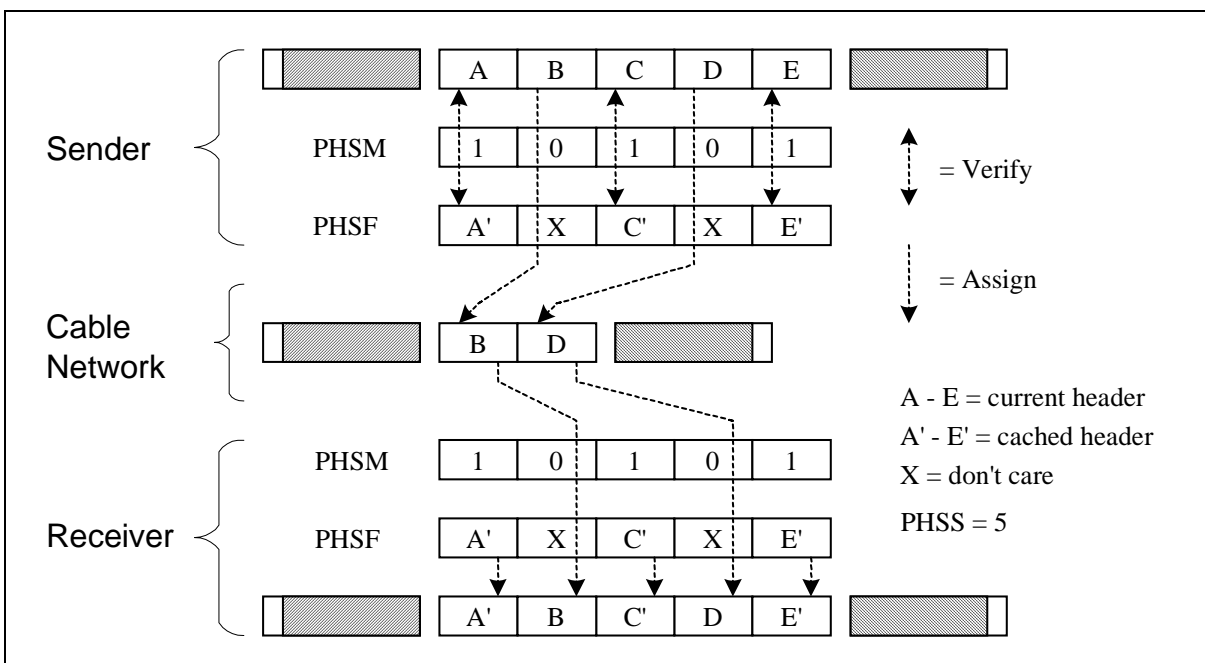 Sender
A B C D E
PHSM 1 0 1 0 1
= Verify
PHSF A' X C' X E'
= Assign
Cable
Network
B D
A - E = current header
A' - E' = cached header
X = don't care
PHSS = 5
Receiver
PHSM 1 0 1 0 1
PHSF A' X C' X E'
A' B C' D E'